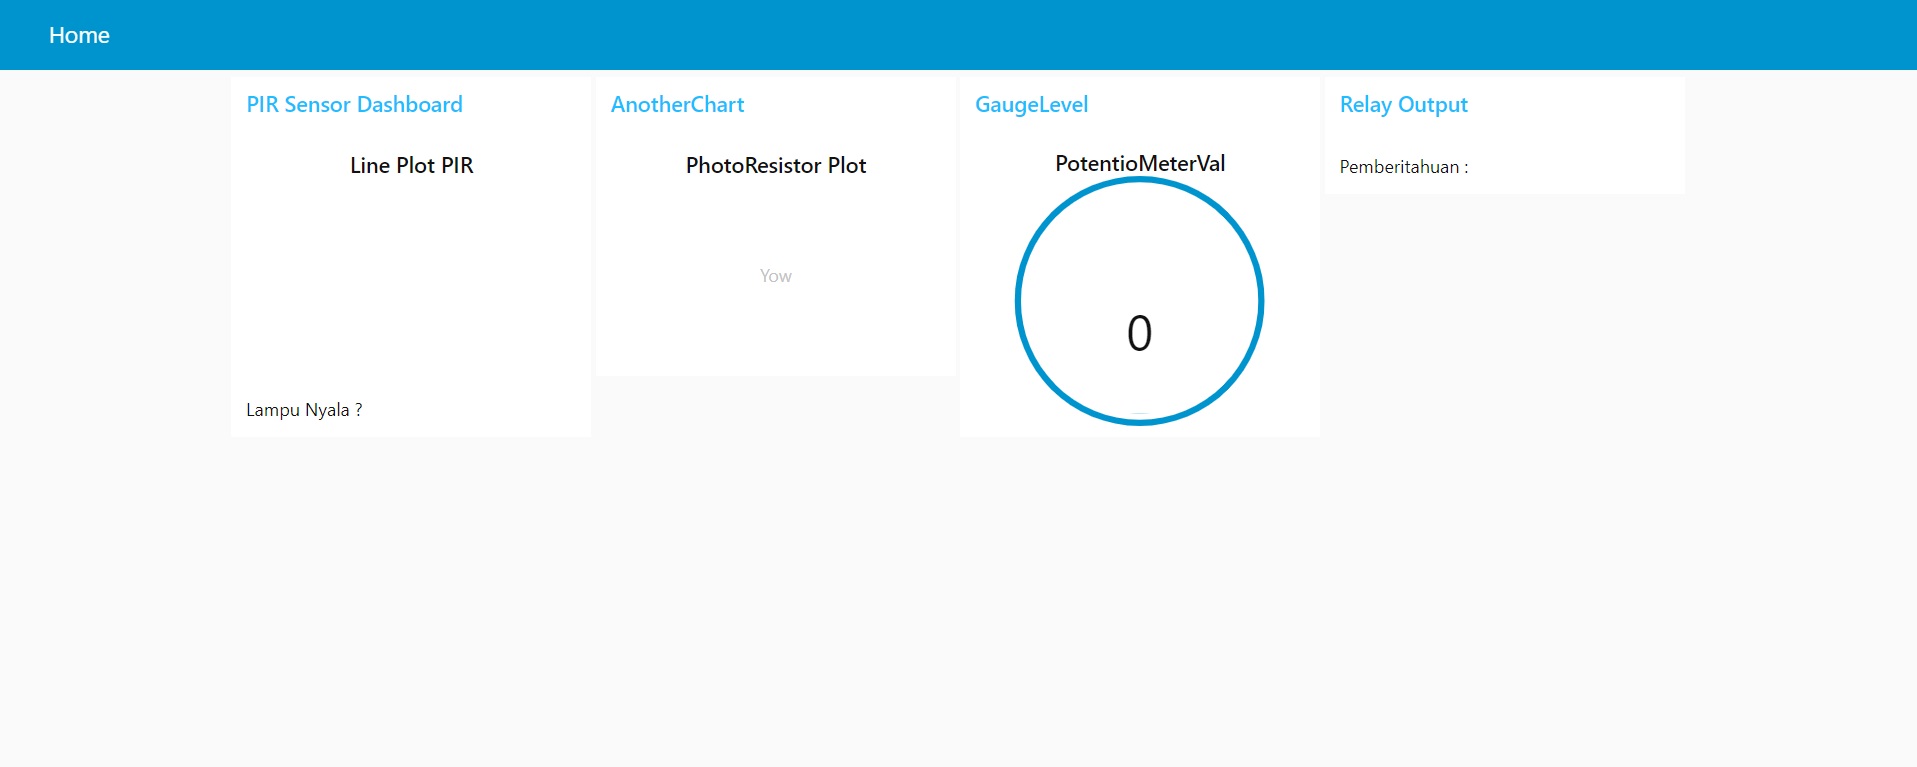 Home
PIR Sensor Dashboard
Line Plot PIR
Lampu Nyala ?
AnotherChart
PhotoResistor Plot
Yow
GaugeLevel
PotentioMeterVal
0
Relay Output
Pemberitahuan :